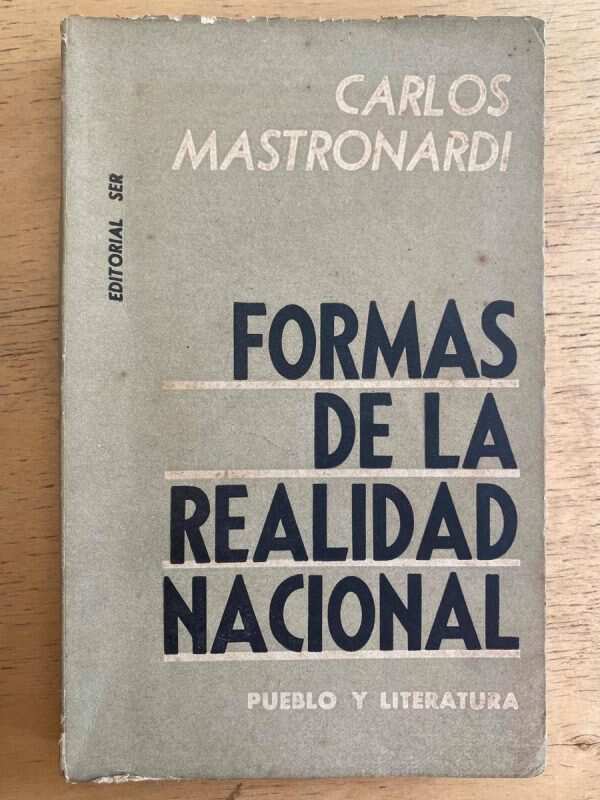 CARLOS
MASTRONARDI
EDITORIAL SER
FORMAS
DE LA
REALIDAD
NACIONAL
PUEBLO Y LITERATURA